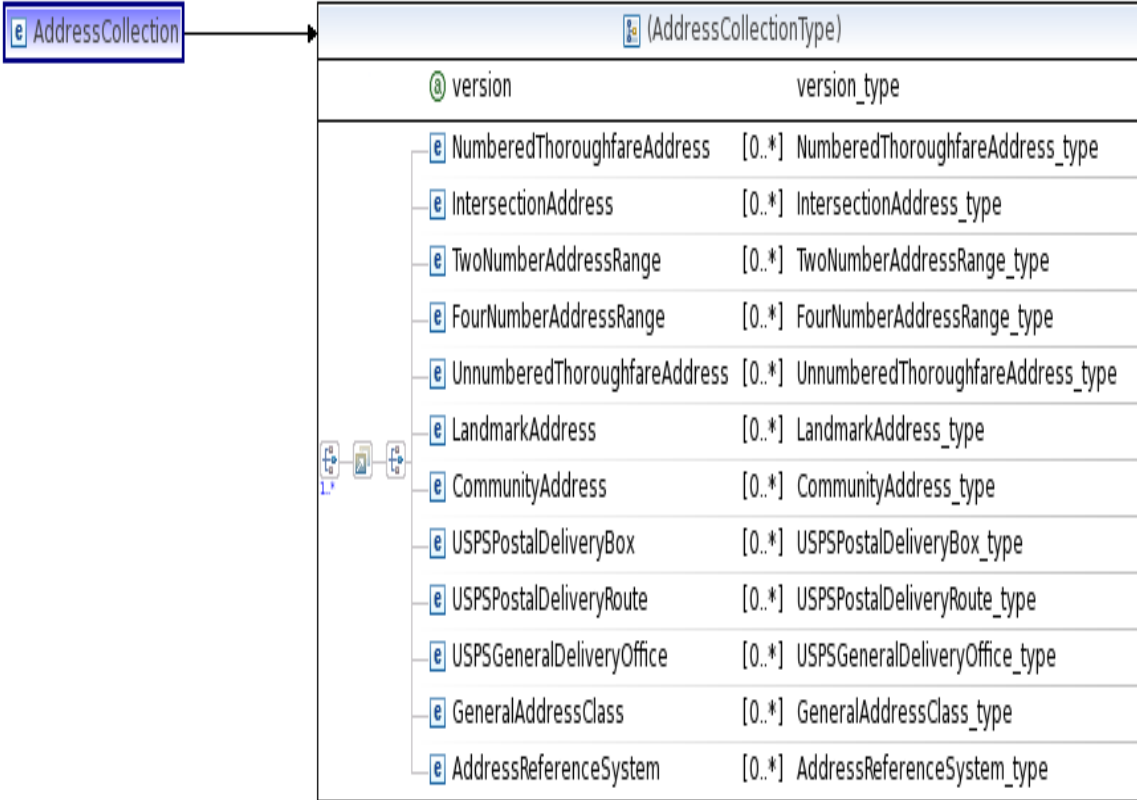 e AddressCollection
(AddressCollectionType)
a version version_type
e NumberedThoroughfareAddress [0..*] NumberedThoroughfareAddress_type
e IntersectionAddress [0..*] IntersectionAddress_type
e TwoNumberAddressRange [0..*] TwoNumberAddressRange_type
e FourNumberAddressRange [0..*] FourNumberAddressRange_type
e UnnumberedThoroughfareAddress [0..*] UnnumberedThoroughfareAddress_type
e LandmarkAddress [0..*] LandmarkAddress_type
1..*
e CommunityAddress [0..*] CommunityAddress_type
e USPSPostalDeliveryBox [0..*] USPSPostalDeliveryBox_type
e USPSPostalDeliveryRoute [0..*] USPSPostalDeliveryRoute_type
e USPSGeneralDeliveryOffice [0..*] USPSGeneralDeliveryOffice_type
e GeneralAddressClass [0..*] GeneralAddressClass_type
e AddressReferenceSystem [0..*] AddressReferenceSystem_type